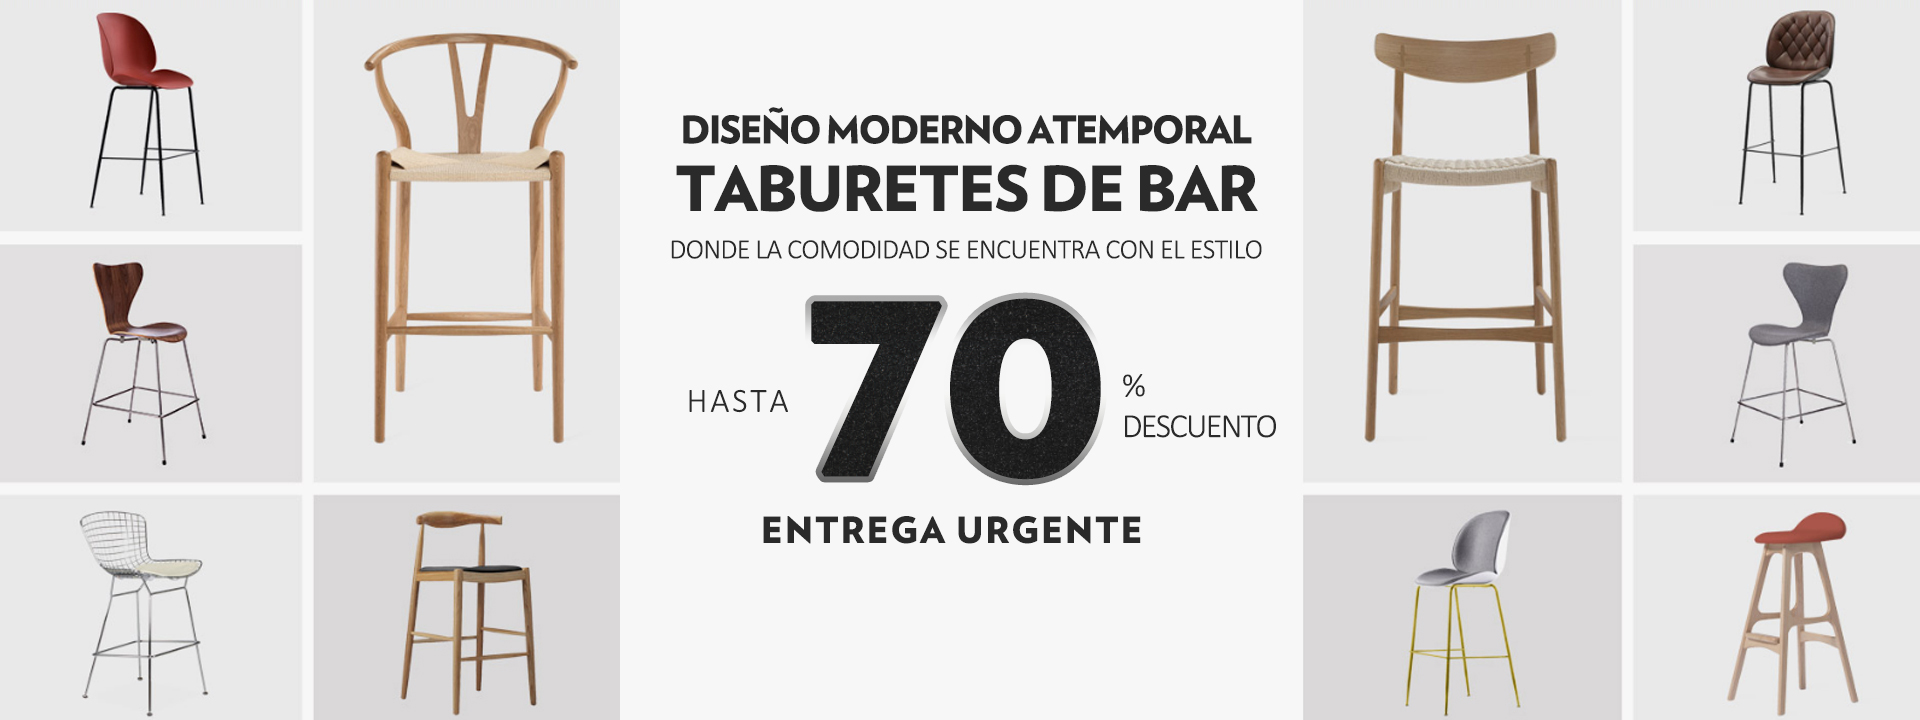 DISEÑO MODERNO ATEMPORAL
TABURETES DE BAR
DONDE LA COMODIDAD SE ENCUENTRA CON EL ESTILO
HASTA 70 %
DESCUENTO
ENTREGA URGENTE